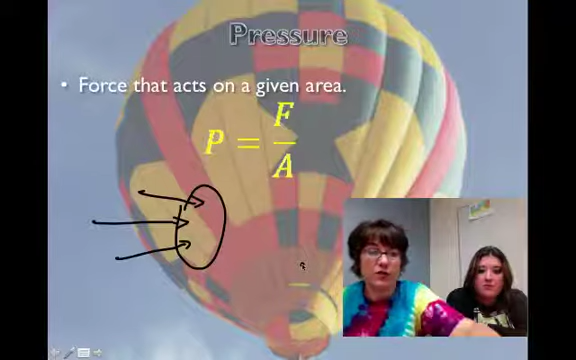 Pressure
• Force that acts on a given area.
P = F/A